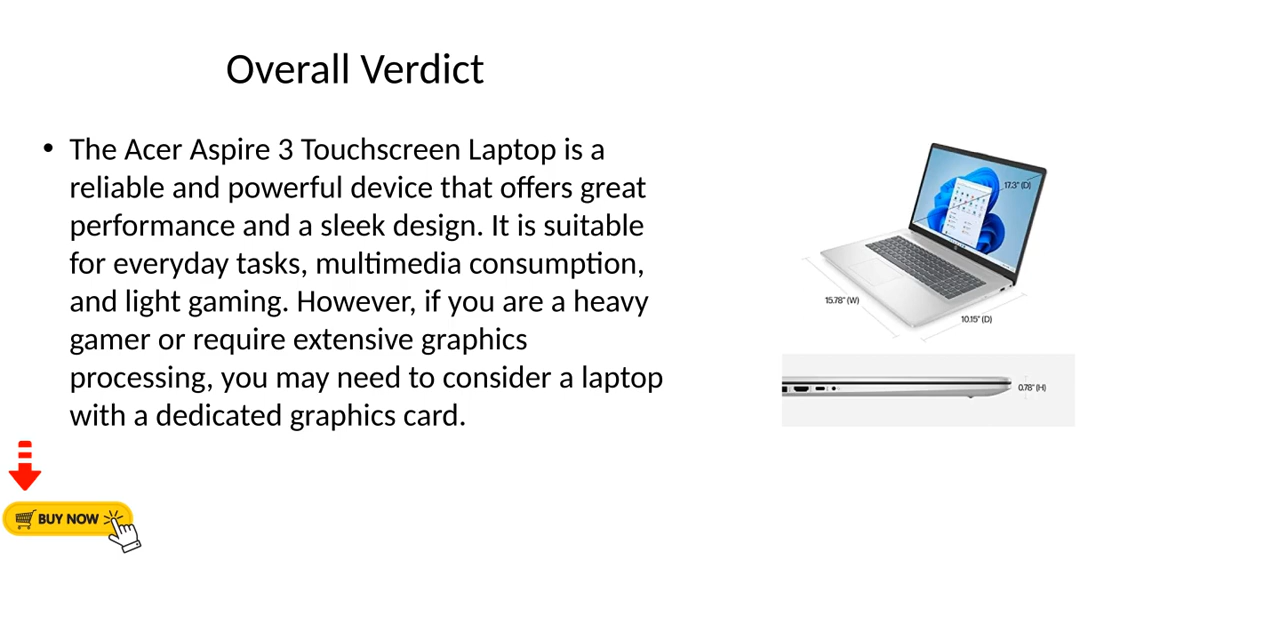 Overall Verdict
• The Acer Aspire 3 Touchscreen Laptop is a
reliable and powerful device that offers great
performance and a sleek design. It is suitable
for everyday tasks, multimedia consumption,
and light gaming. However, if you are a heavy
gamer or require extensive graphics
processing, you may need to consider a laptop
with a dedicated graphics card.
BUY NOW
17.3" (D)
15.78" (W)
10.15" (D)
0.78" (H)